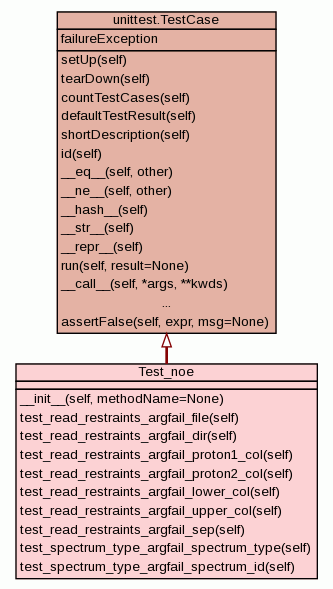 unittest.TestCase
failureException
setUp(self)
tearDown(self)
countTestCases(self)
defaultTestResult(self)
shortDescription(self)
id(self)
__eq__(self, other)
__ne__(self, other)
__hash__(self)
__str__(self)
__repr__(self)
run(self, result=None)
__call__(self, *args, **kwds)
...
assertFalse(self, expr, msg=None)
Test_noe
__init__(self, methodName=None)
test_read_restraints_argfail_file(self)
test_read_restraints_argfail_dir(self)
test_read_restraints_argfail_proton1_col(self)
test_read_restraints_argfail_proton2_col(self)
test_read_restraints_argfail_lower_col(self)
test_read_restraints_argfail_upper_col(self)
test_read_restraints_argfail_sep(self)
test_spectrum_type_argfail_spectrum_type(self)
test_spectrum_type_argfail_spectrum_id(self)